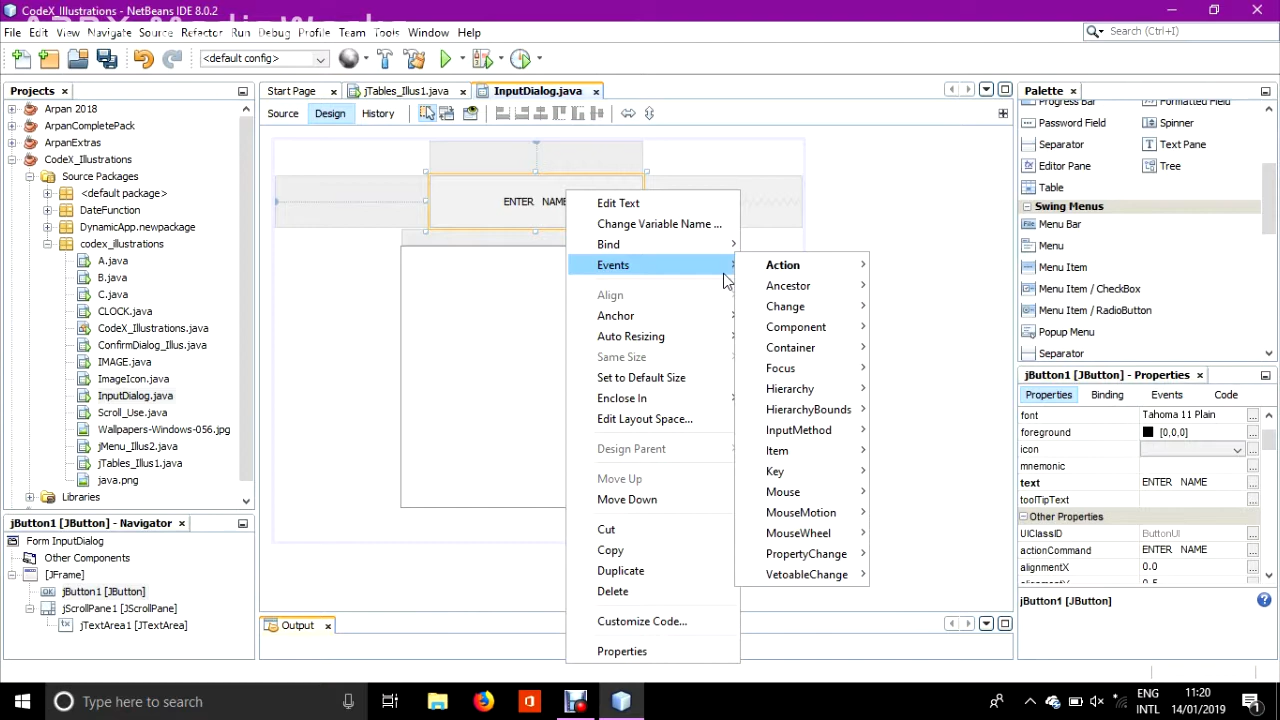 CodeX_Illustrations - NetBeans IDE 8.0.2
ARPX MediaWorks
File Edit View Navigate Source Refactor Run Debug Profile Team Tools Window Help
Search (Ctrl+I)
<default config>
Projects
Arpan 2018
ArpanCompletePack
ArpanExtras
CodeX_Illustrations
Source Packages
<default package>
DateFunction
DynamicApp.newpackage
codex_illustrations
A.java
B.java
C.java
CLOCK.java
CodeX_Illustrations.java
ConfirmDialog_Illus.java
IMAGE.java
ImageIcon.java
InputDialog.java
Scroll_Use.java
Wallpapers-Windows-056.jpg
jMenu_Illus2.java
jTables_Illus1.java
java.png
Libraries
jButton1 [JButton] - Navigator
Form InputDialog
Other Components
[JFrame]
jButton1 [JButton]
jScrollPane1 [JScrollPane]
jTextArea1 [JTextArea]
Start Page jTables_Illus1.java InputDialog.java
Source Design History
ENTER NAME
Edit Text
Change Variable Name ...
Bind
Events
Align
Anchor
Auto Resizing
Same Size
Set to Default Size
Enclose In
Edit Layout Space...
Design Parent
Move Up
Move Down
Cut
Copy
Duplicate
Delete
Customize Code...
Properties
Action
Ancestor
Change
Component
Container
Focus
Hierarchy
HierarchyBounds
InputMethod
Item
Key
Mouse
MouseMotion
MouseWheel
PropertyChange
VetoableChange
Output
Palette
Progress Bar Formatted Field
Password Field Spinner
Separator Text Pane
Editor Pane Tree
Table
Swing Menus
Menu Bar
Menu
Menu Item
Menu Item / CheckBox
Menu Item / RadioButton
Popup Menu
Separator
jButton1 [JButton] - Properties
Properties Binding Events Code
font Tahoma 11 Plain
foreground [0,0,0]
icon
mnemonic
text ENTER NAME
toolTipText
Other Properties
UIClassID ButtonUI
actionCommand ENTER NAME
alignmentX 0.0
alignmentY 0.5
jButton1 [JButton]
Type here to search
ENG
INTL
11:20
14/01/2019